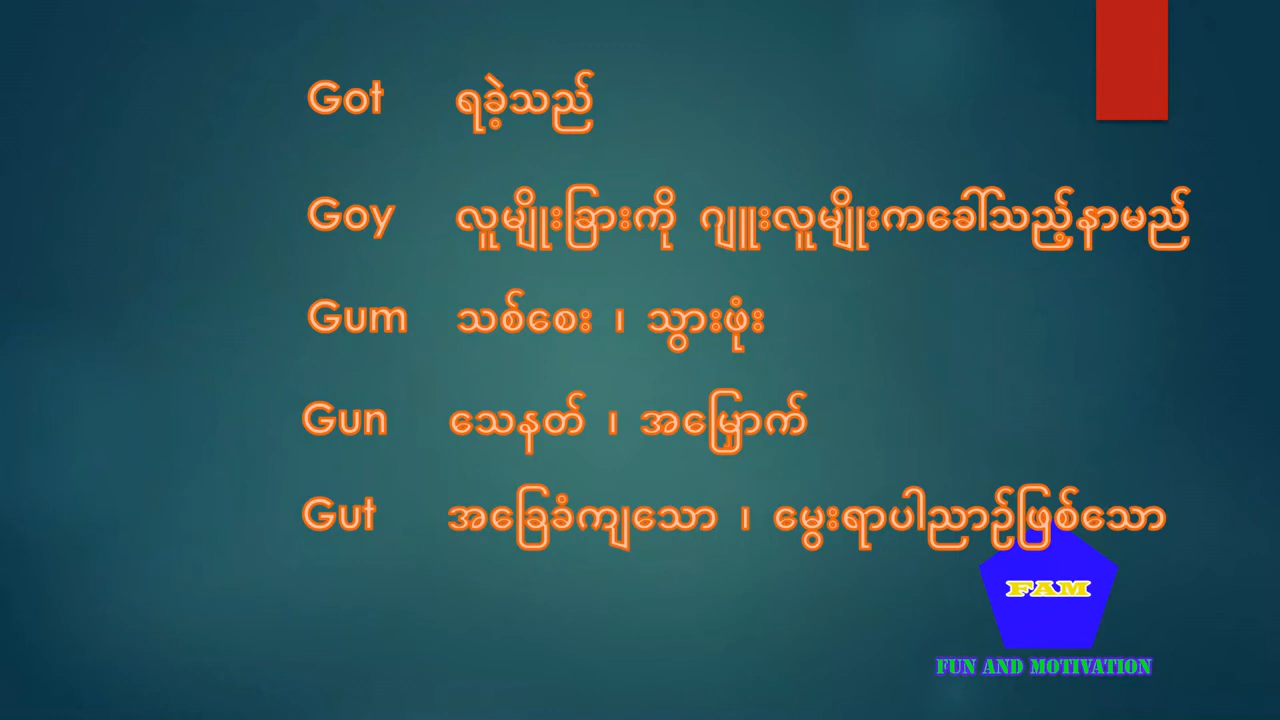 Got ရခဲ့သည်
Goy လူမျိုးခြားကို ဂျူးလူမျိုးကခေါ်သည့်နာမည်
Gum သစ်စေး ၊ သွားဖုံး
Gun သေနတ် ၊ အမြှောက်
Gut အခြေခံကျသော ၊ မွေးရာပါညာဉ်ဖြစ်သော
FAM
FUN AND MOTIVATION